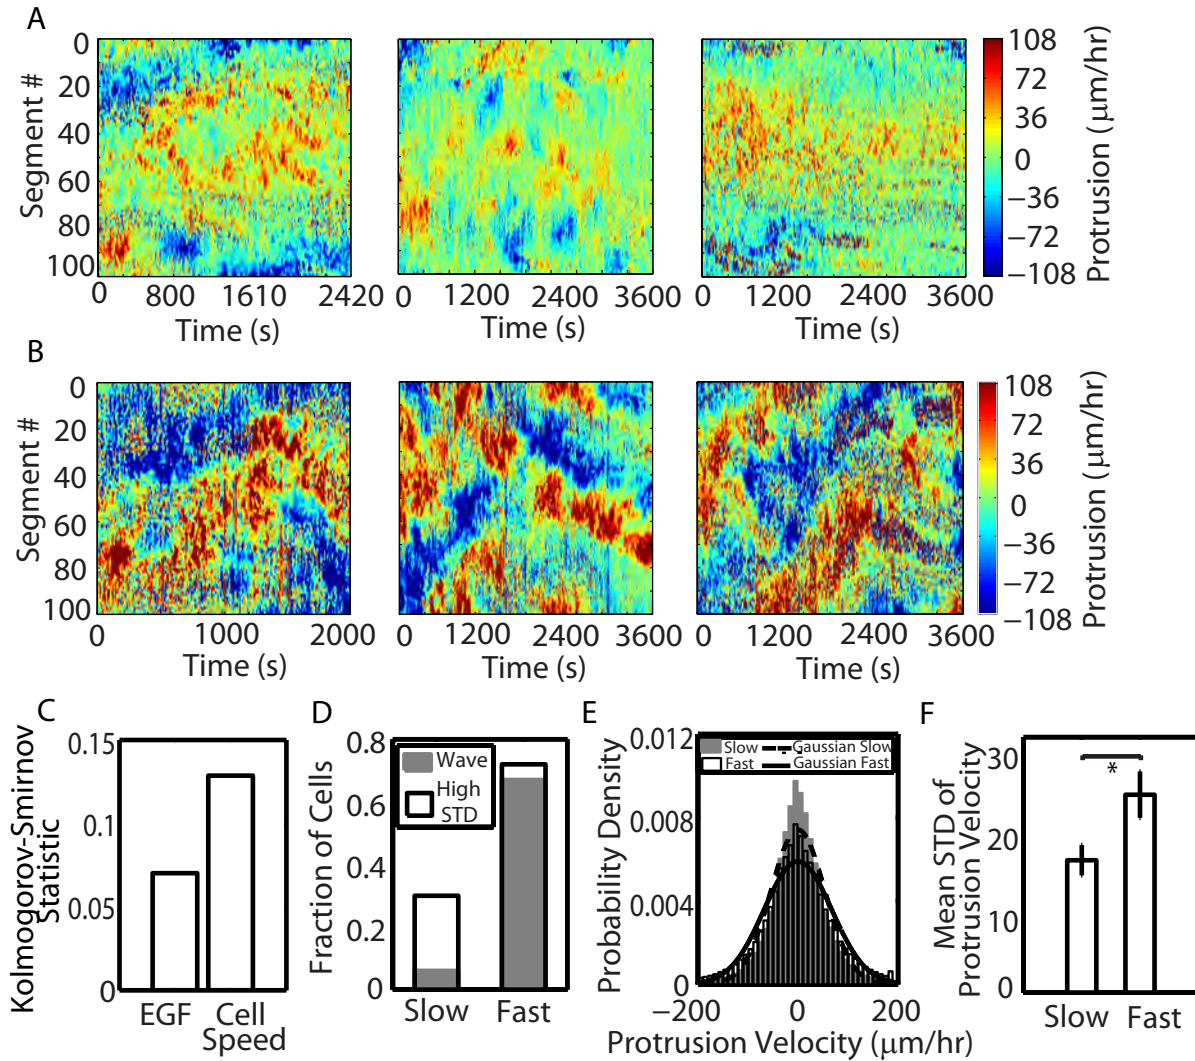 A
Segment #
0
20
40
60
80
100
0 800 1610 2420
Time (s)
0 1200 2400 3600
Time (s)
0 1200 2400 3600
Time (s)
108
72
36
0
−36
−72
−108
Protrusion (μm/hr)
B
Segment #
0
20
40
60
80
100
0 1000 2000
Time (s)
0 1200 2400 3600
Time (s)
0 1200 2400 3600
Time (s)
108
72
36
0
−36
−72
−108
Protrusion (μm/hr)
C
Kolmogorov-Smirnov
Statistic
0.15
0.1
0.05
0
EGF
Cell
Speed
D
Fraction of Cells
0.8
0.6
0.4
0.2
0
Wave
High
STD
Slow Fast
E
Probability Density
0.012
0.008
0.004
0
Slow Gaussian Slow
Fast Gaussian Fast
−200 0 200
Protrusion Velocity (μm/hr)
F
Mean STD of
Protrusion Velocity
30
20
10
0
*
Slow Fast